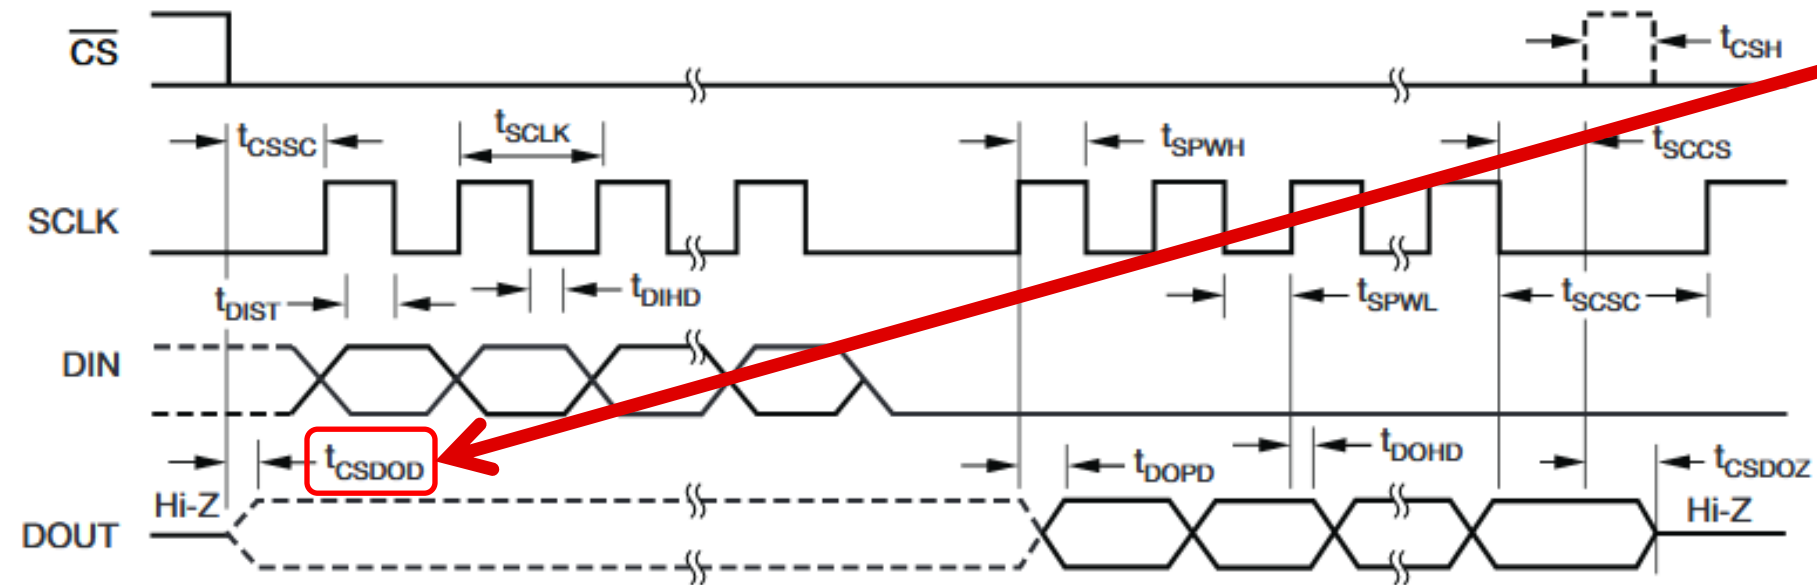 CS
tCSH
tCSSC
tSCLK
tSPWH
tSCCS
SCLK
tDIST
tDIHD
tSPWL
tSCSC
DIN
tCSDOD
tDOPD
tDOHD
tCSDOZ
Hi-Z
Hi-Z
DOUT